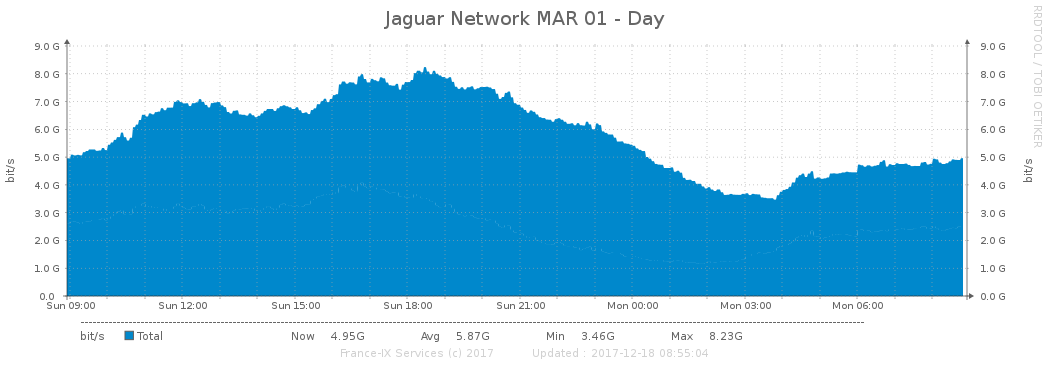 Jaguar Network MAR 01 - Day
RRDTOOL / TOBI OETIKER
bit/s
9.0 G
8.0 G
7.0 G
6.0 G
5.0 G
4.0 G
3.0 G
2.0 G
1.0 G
0.0
9.0 G
8.0 G
7.0 G
6.0 G
5.0 G
4.0 G
3.0 G
2.0 G
1.0 G
0.0 G
bit/s
Sun 09:00 Sun 12:00 Sun 15:00 Sun 18:00 Sun 21:00 Mon 00:00 Mon 03:00 Mon 06:00
bit/s Total Now 4.95G Avg 5.87G Min 3.46G Max 8.23G
France-IX Services (c) 2017 Updated : 2017-12-18 08:55:04